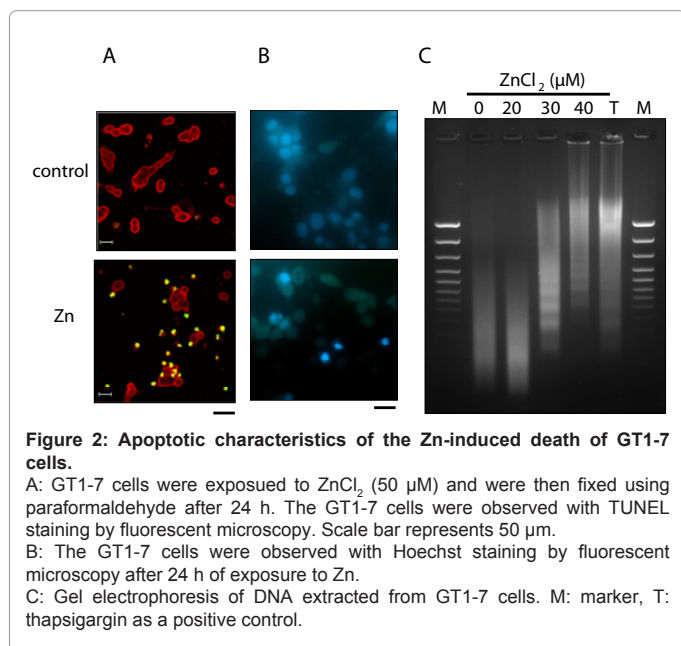 A
B
C
ZnCl₂ (µM)
M 0 20 30 40 T M
control
Zn
Figure 2: Apoptotic characteristics of the Zn-induced death of GT1-7
cells.
A: GT1-7 cells were exposued to ZnCl₂ (50 µM) and were then fixed using
paraformaldehyde after 24 h. The GT1-7 cells were observed with TUNEL
staining by fluorescent microscopy. Scale bar represents 50 µm.
B: The GT1-7 cells were observed with Hoechst staining by fluorescent
microscopy after 24 h of exposure to Zn.
C: Gel electrophoresis of DNA extracted from GT1-7 cells. M: marker, T:
thapsigargin as a positive control.